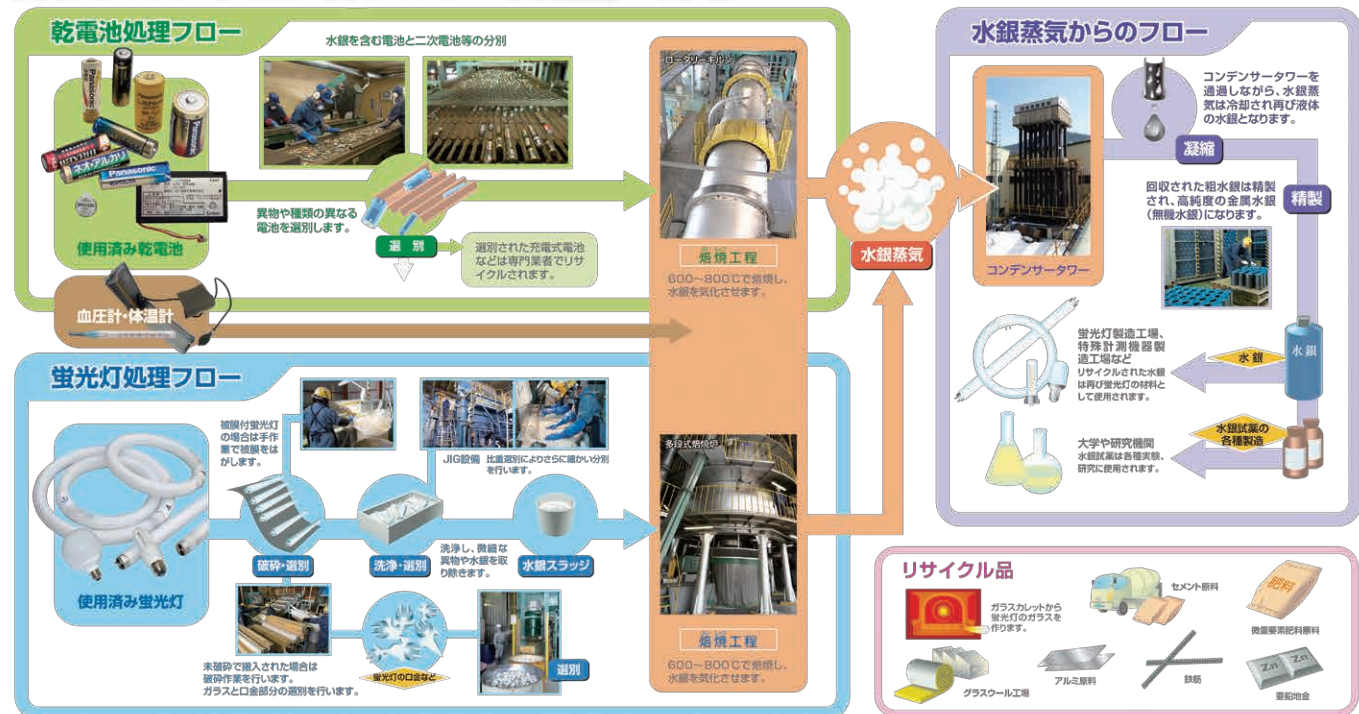 乾電池処理フロー
水銀を含む電池と二次電池等の分別
Panasonic
ネオ・アルカリ
Panasonic
使用済み乾電池
異物や種類の異なる
電池を選別します。
選別
選別された充電式電池
などは専門業者でリサ
イクルされます。
血圧計・体温計
ロータリーキルン
焙焼工程
600〜800℃で焙焼し、
水銀を気化させます。
水銀蒸気
蛍光灯処理フロー
使用済み蛍光灯
被膜付蛍光灯
の場合は手作
業で被膜をは
がします。
JIG設備 比重選別によりさらに細かい分別
を行います。
破砕・選別
洗浄・選別
洗浄し、微細な
異物や水銀を取
り除きます。
水銀スラッジ
未破砕で搬入された場合は
破砕作業を行います。
ガラスと口金部分の選別を行います。
蛍光灯の口金など
選別
多段式焙焼炉
焙焼工程
600〜800℃で焙焼し、
水銀を気化させます。
水銀蒸気からのフロー
コンデンサータワー
コンデンサータワーを
通過しながら、水銀蒸
気は冷却され再び液体
の水銀となります。
凝縮
回収された粗水銀は精製
され、高純度の金属水銀
(無機水銀)になります。
精製
蛍光灯製造工場、
特殊計測機器製
造工場など
リサイクルされた水銀
は再び蛍光灯の材料と
して使用されます。
水銀
水銀
大学や研究機関
水銀試薬は各種実験、
研究に使用されます。
水銀試薬の
各種製造
リサイクル品
ガラスカレットから
蛍光灯のガラスを
作ります。
セメント原料
肥料
微量要素肥料原料
グラスウール工場
アルミ原料
鉄筋
Zn Zn
亜鉛地金